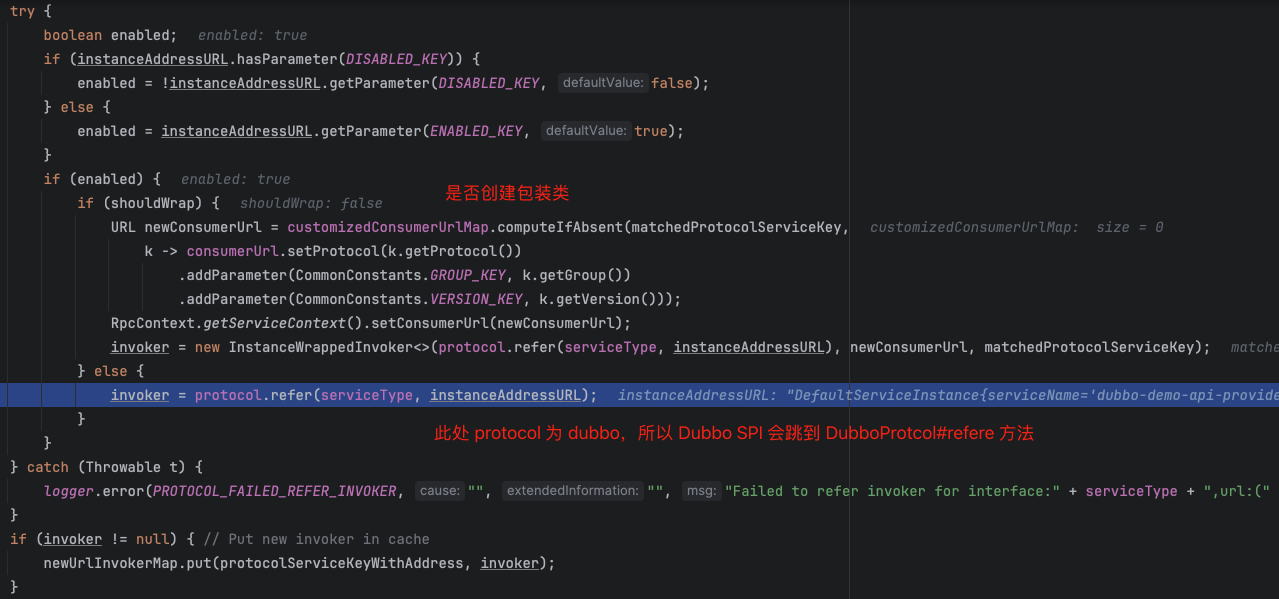 try {
boolean enabled; enabled: true
if (instanceAddressURL.hasParameter(DISABLED_KEY)) {
enabled = !instanceAddressURL.getParameter(DISABLED_KEY, defaultValue: false);
} else {
enabled = instanceAddressURL.getParameter(ENABLED_KEY, defaultValue: true);
}
if (enabled) { enabled: true
是否创建包装类
if (shouldWrap) { shouldWrap: false
URL newConsumerUrl = customizedConsumerUrlMap.computeIfAbsent(matchedProtocolServiceKey, customizedConsumerUrlMap: size = 0
k -> consumerUrl.setProtocol(k.getProtocol())
.addParameter(CommonConstants.GROUP_KEY, k.getGroup())
.addParameter(CommonConstants.VERSION_KEY, k.getVersion()));
RpcContext.getServiceContext().setConsumerUrl(newConsumerUrl);
invoker = new InstanceWrappedInvoker<>(protocol.refer(serviceType, instanceAddressURL), newConsumerUrl, matchedProtocolServiceKey); matche
} else {
invoker = protocol.refer(serviceType, instanceAddressURL); instanceAddressURL: "DefaultServiceInstance{serviceName='dubbo-demo-api-provide
}
此处 protocol 为 dubbo，所以 Dubbo SPI 会跳到 DubboProtcol#refere 方法
}
} catch (Throwable t) {
logger.error(PROTOCOL_FAILED_REFER_INVOKER, cause: "", extendedInformation: "", msg: "Failed to refer invoker for interface:" + serviceType + ",url:("
}
if (invoker != null) { // Put new invoker in cache
newUrlInvokerMap.put(protocolServiceKeyWithAddress, invoker);
}